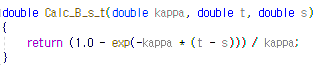 double Calc_B_s_t(double kappa, double t, double s)
{
    return (1.0 - exp(-kappa * (t - s))) / kappa;
}